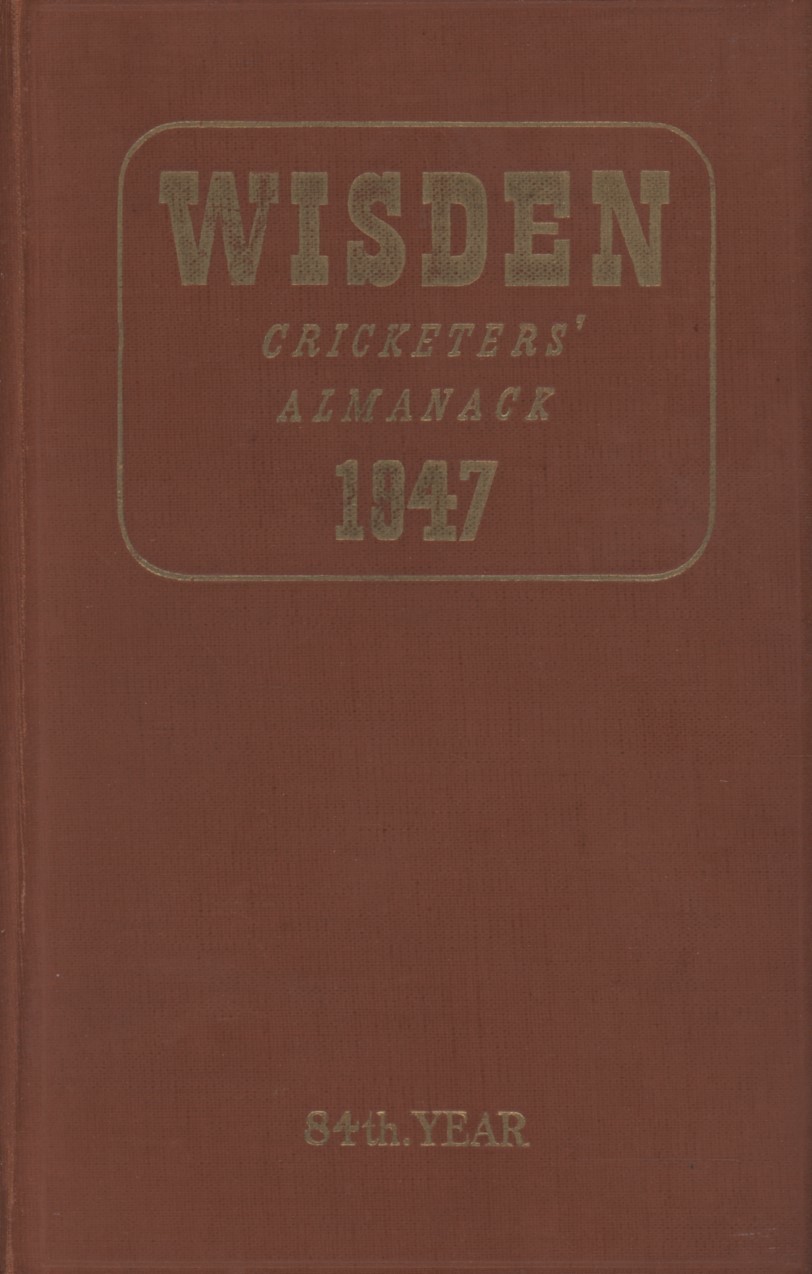 WISDEN
CRICKETERS'
ALMANACK
1947
84th. YEAR